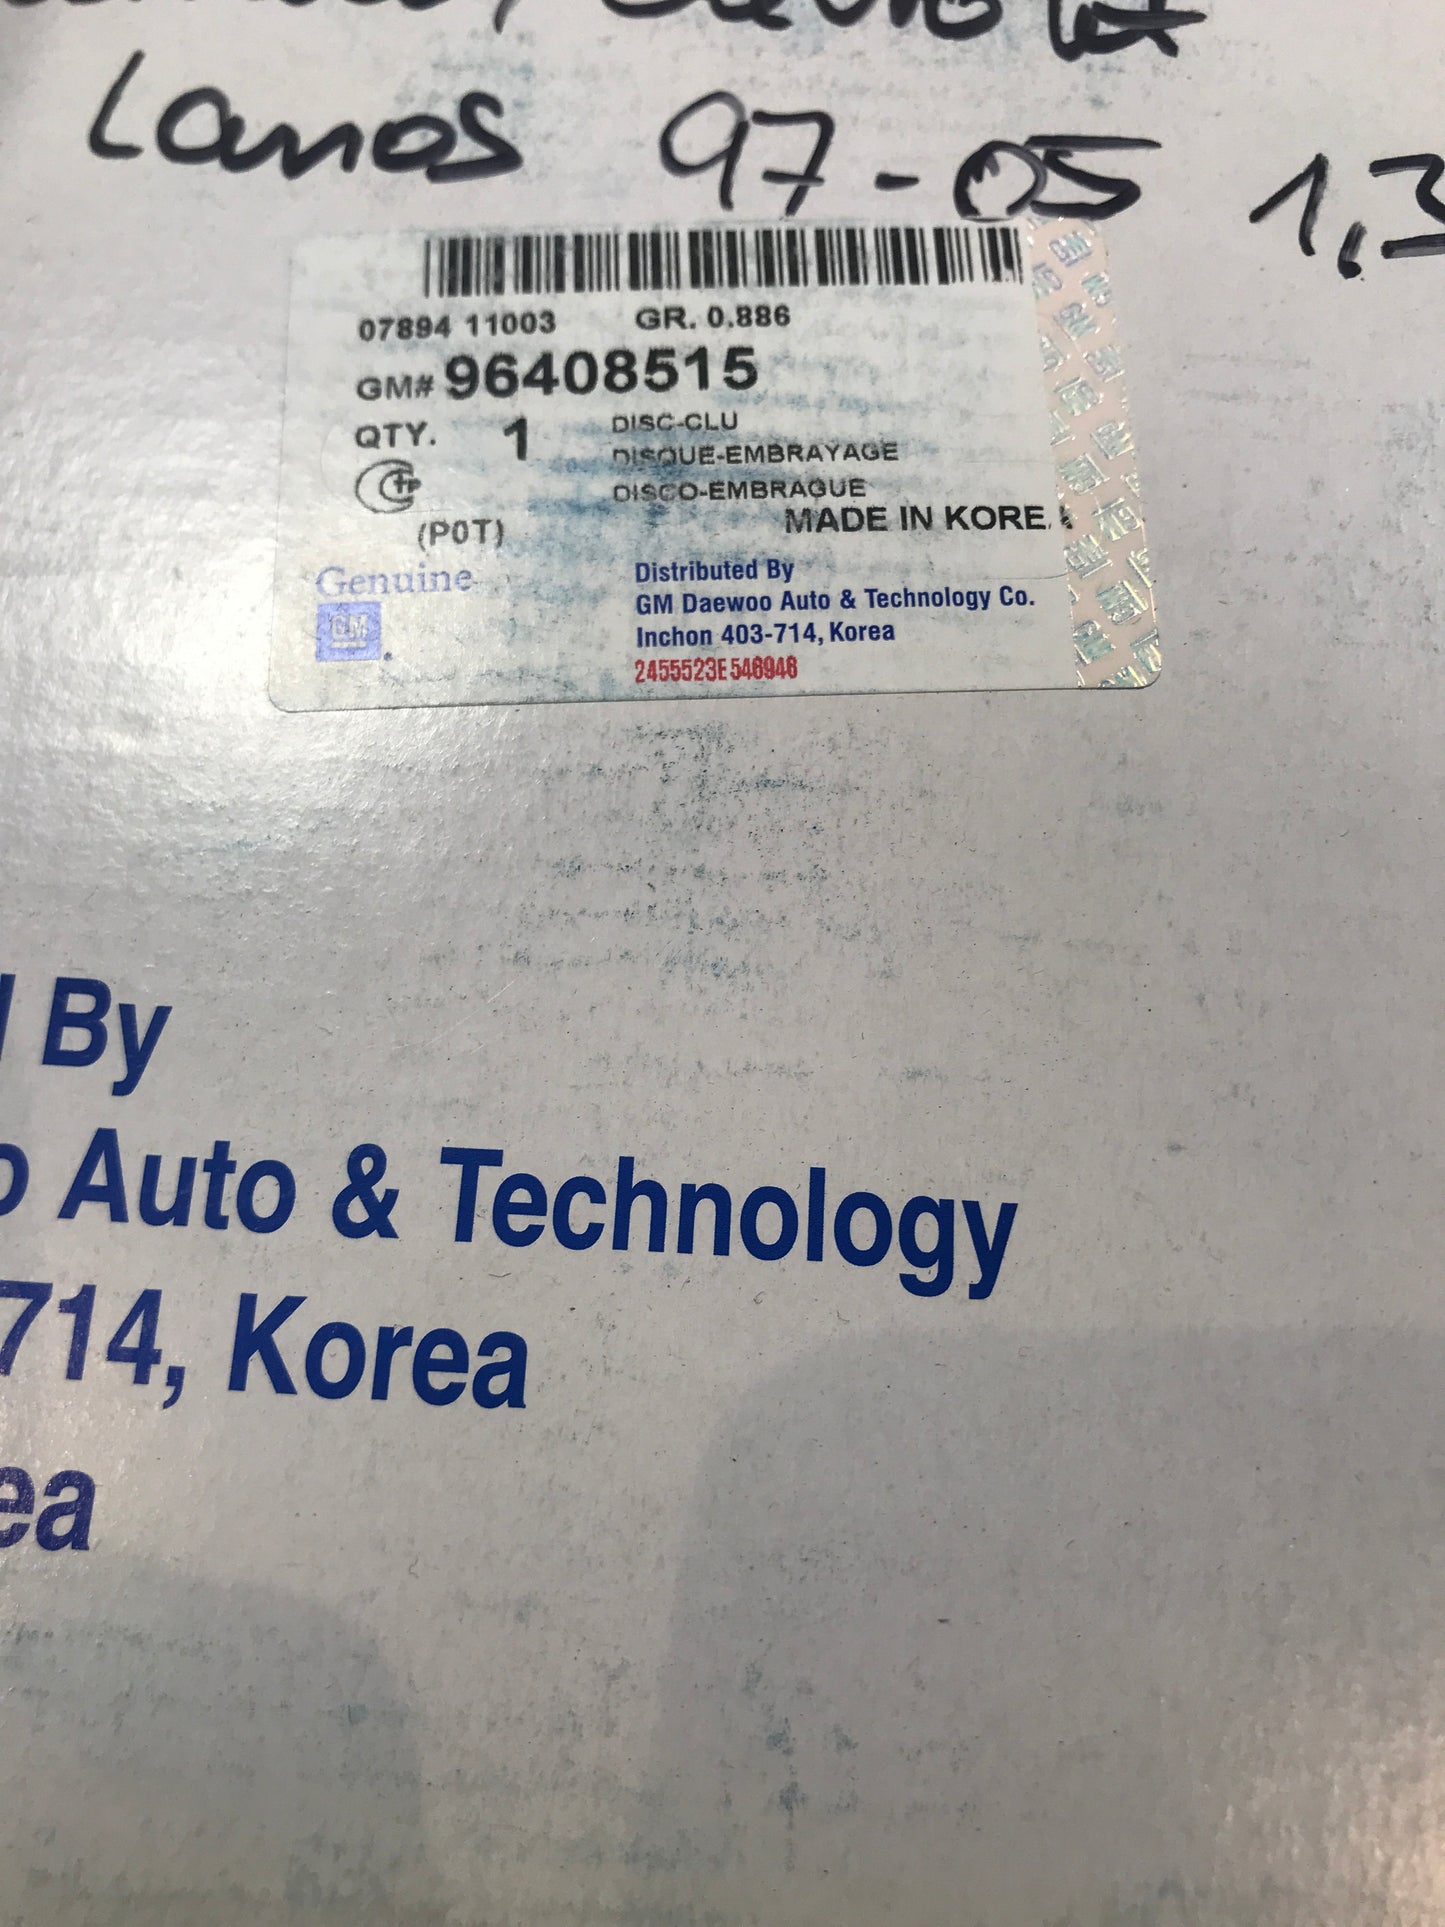 Lanos 97-05 1,3
07894 11003 GR. 0.886
GM# 96408515
QTY. 1 DISC-CLU
DISQUE-EMBRAYAGE
DISCO-EMBRAGUE
MADE IN KORE
(P0T)
Genuine
GM
Distributed By
GM Daewoo Auto & Technology Co.
Inchon 403-714, Korea
2455523E546946
By
Auto & Technology
714, Korea
ea